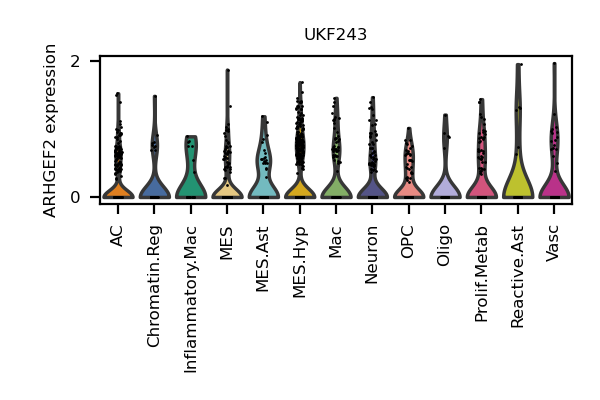 UKF243
ARHGEF2 expression
2
0
AC
Chromatin.Reg
Inflammatory.Mac
MES
MES.Ast
MES.Hyp
Mac
Neuron
OPC
Oligo
Prolif.Metab
Reactive.Ast
Vasc